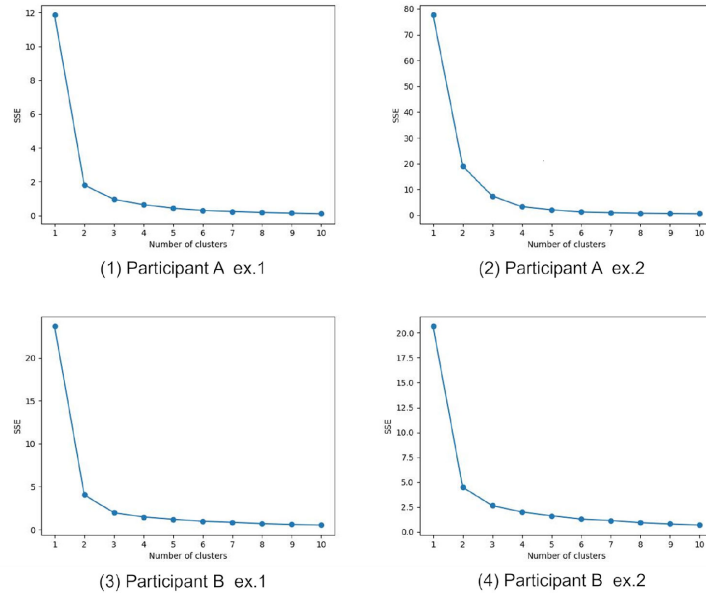 12
10
8
6
4
2
0
SSE
1 2 3 4 5 6 7 8 9 10
Number of clusters
(1) Participant A ex.1
80
70
60
50
40
30
20
10
0
SSE
1 2 3 4 5 6 7 8 9 10
Number of clusters
(2) Participant A ex.2
20
15
10
5
0
SSE
1 2 3 4 5 6 7 8 9 10
Number of clusters
(3) Participant B ex.1
20.0
17.5
15.0
12.5
10.0
7.5
5.0
2.5
0.0
SSE
1 2 3 4 5 6 7 8 9 10
Number of clusters
(4) Participant B ex.2